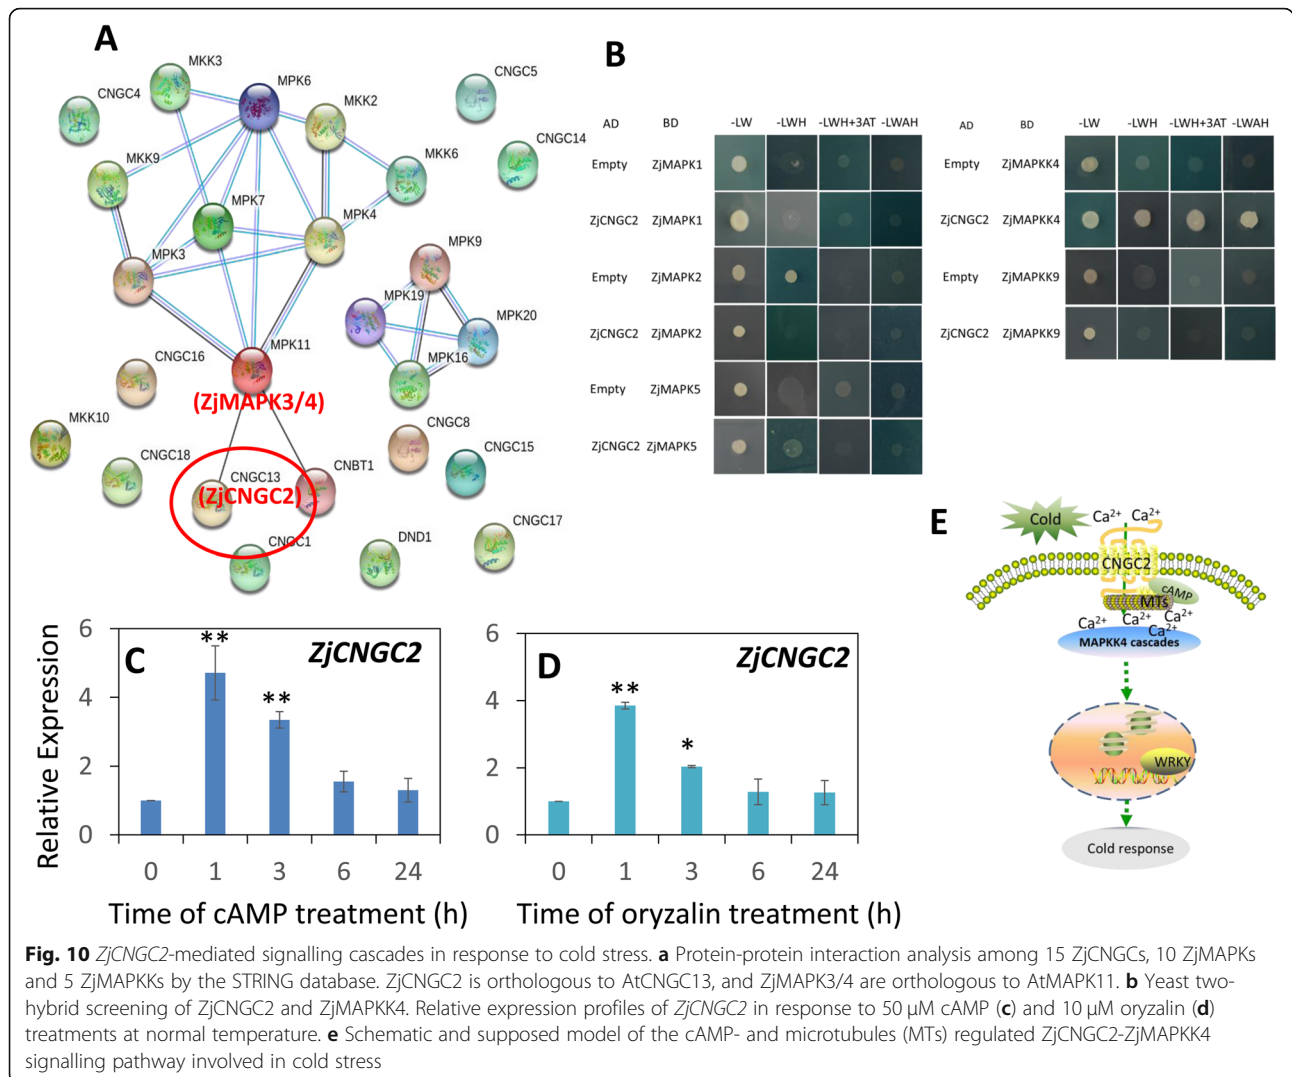 A
MKK3
MPK6
CNGC4
MKK2
CNGC5
MKK9
MKK6
CNGC14
MPK7
MPK4
MPK3
MPK9
MPK19
MPK20
MPK11
MPK16
CNGC16
(ZjMAPK3/4)
MKK10
CNGC8
CNGC18
CNGC15
CNGC13
CNBT1
(ZjCNGC2)
CNGC17
CNGC1
DND1
B
AD BD -LW -LWH -LWH+3AT -LWAH
Empty ZjMAPK1
ZjCNGC2 ZjMAPK1
Empty ZjMAPK2
ZjCNGC2 ZjMAPK2
Empty ZjMAPK5
ZjCNGC2 ZjMAPK5
AD BD -LW -LWH -LWH+3AT -LWAH
Empty ZjMAPKK4
ZjCNGC2 ZjMAPKK4
Empty ZjMAPKK9
ZjCNGC2 ZjMAPKK9
C
ZjCNGC2
Relative Expression
6
4
2
0
** **
0 1 3 6 24
Time of cAMP treatment (h)
D
ZjCNGC2
6
4
2
0
** *
0 1 3 6 24
Time of oryzalin treatment (h)
E
Cold
Ca²⁺ Ca²⁺
CNGC2
cAMP
MTs
Ca²⁺ Ca²⁺ Ca²⁺
Ca²⁺
MAPKK4 cascades
WRKY
Cold response
Fig. 10 ZjCNGC2-mediated signalling cascades in response to cold stress. a Protein-protein interaction analysis among 15 ZjCNGCs, 10 ZjMAPKs
and 5 ZjMAPKKs by the STRING database. ZjCNGC2 is orthologous to AtCNGC13, and ZjMAPK3/4 are orthologous to AtMAPK11. b Yeast two-
hybrid screening of ZjCNGC2 and ZjMAPKK4. Relative expression profiles of ZjCNGC2 in response to 50 μM cAMP (c) and 10 μM oryzalin (d)
treatments at normal temperature. e Schematic and supposed model of the cAMP- and microtubules (MTs) regulated ZjCNGC2-ZjMAPKK4
signalling pathway involved in cold stress